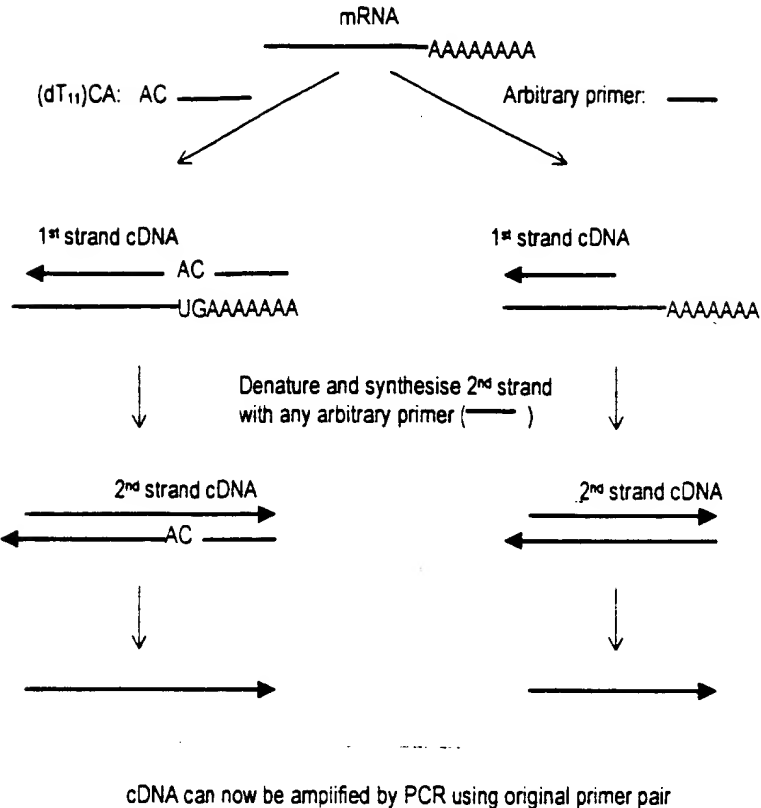 mRNA
AAAAAAAA
(dT₁₁)CA: AC
Arbitrary primer:
1st strand cDNA
AC
UGAAAAAAA
1st strand cDNA
AAAAAAA
Denature and synthesise 2nd strand
with any arbitrary primer ( )
2nd strand cDNA
AC
2nd strand cDNA
cDNA can now be amplified by PCR using original primer pair